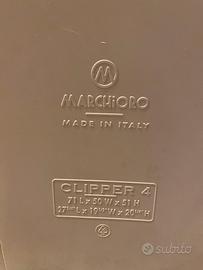 M
MARCHIORO
MADE IN ITALY
CLIPPER 4
71 L x 50 W x 51 H
subito